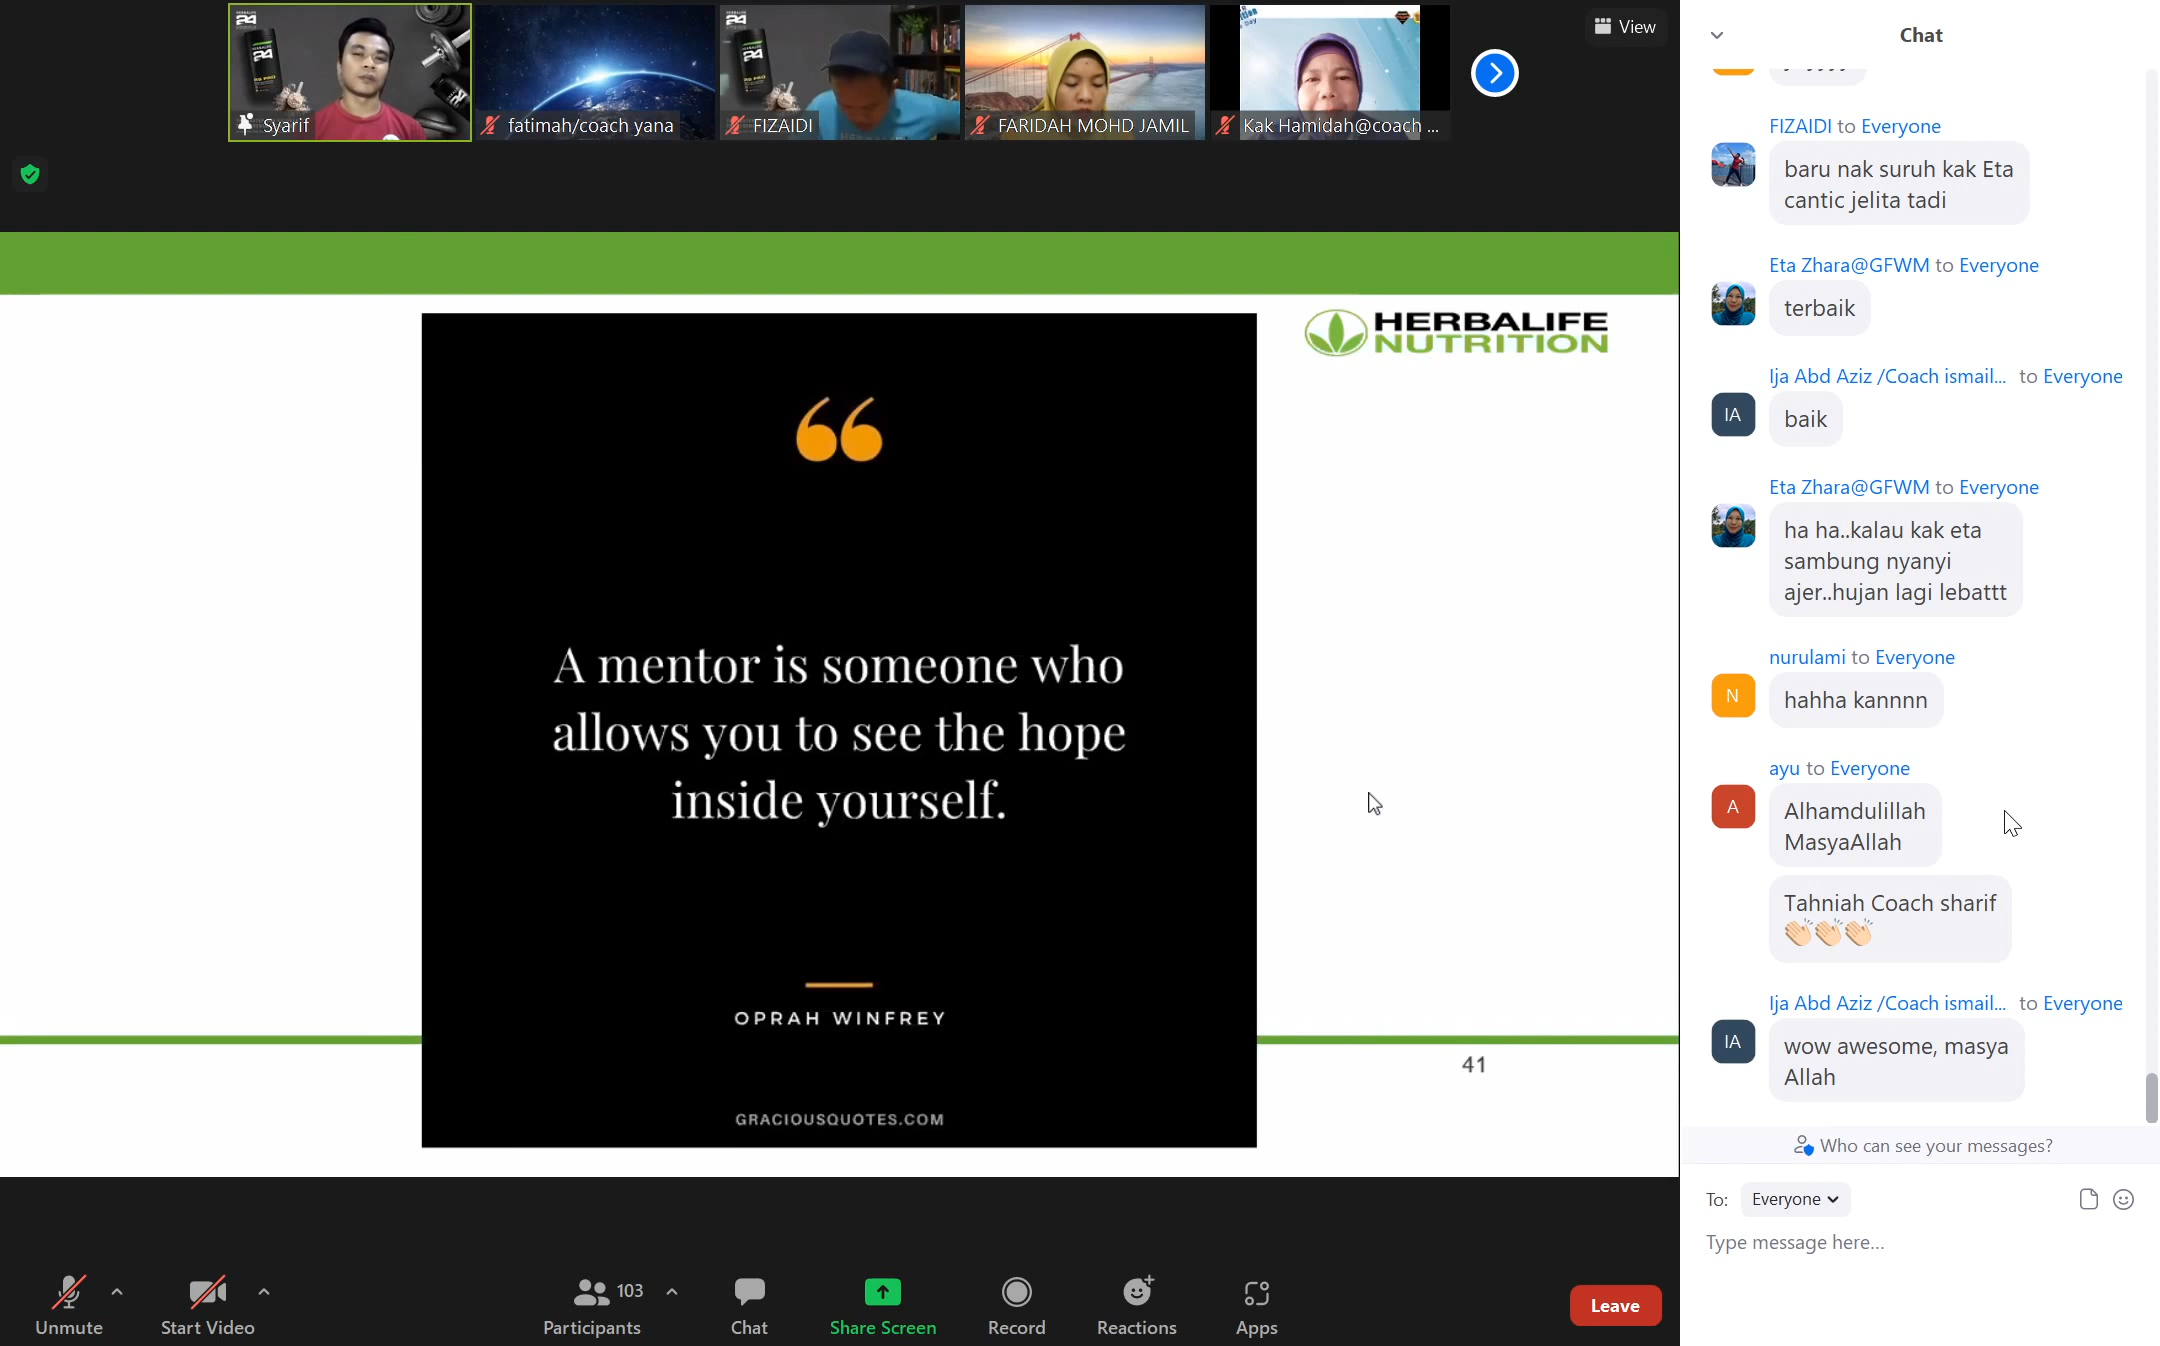 HERBALIFE
24
Syarif
fatimah/coach yana
HERBALIFE
24
FIZAIDI
FARIDAH MOHD JAMIL
Kak Hamidah@coach ...
View
HERBALIFE
NUTRITION
A mentor is someone who
allows you to see the hope
inside yourself.
OPRAH WINFREY
GRACIOUSQUOTES.COM
41
Unmute
Start Video
103
Participants
Chat
Share Screen
Record
Reactions
Apps
Leave
Chat
FIZAIDI to Everyone
baru nak suruh kak Eta
cantic jelita tadi
Eta Zhara@GFWM to Everyone
terbaik
Ija Abd Aziz /Coach ismail... to Everyone
IA
baik
Eta Zhara@GFWM to Everyone
ha ha..kalau kak eta
sambung nyanyi
ajer..hujan lagi lebattt
nurulami to Everyone
N
hahha kannnn
ayu to Everyone
A
Alhamdulillah
MasyaAllah
Tahniah Coach sharif
👏🏻👏🏻👏🏻
Ija Abd Aziz /Coach ismail... to Everyone
IA
wow awesome, masya
Allah
Who can see your messages?
To: Everyone
Type message here...